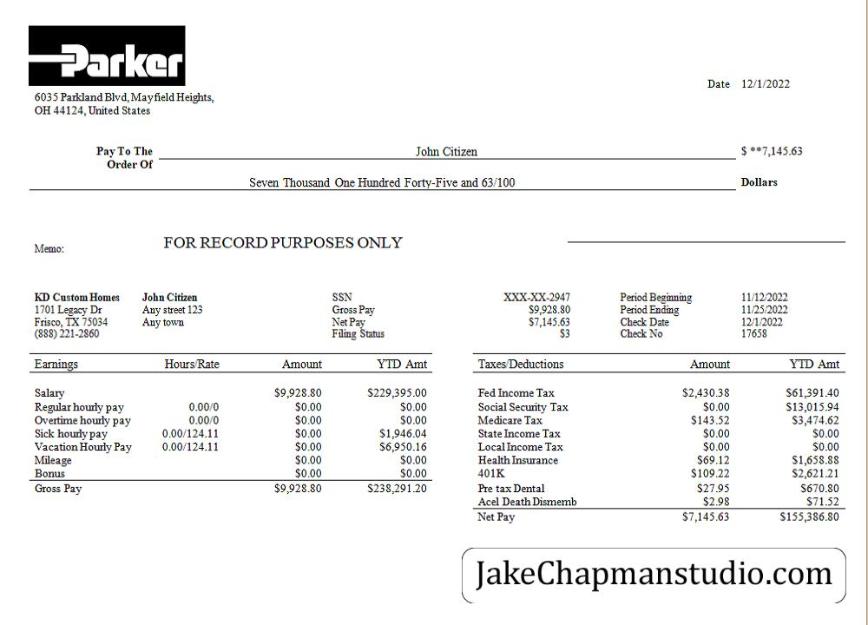 Parker
6035 Parkland Blvd, Mayfield Heights,
OH 44124, United States
Date 12/1/2022
Pay To The
Order Of
John Citizen
$ **7,145.63
Seven Thousand One Hundred Forty-Five and 63/100
Dollars
Memo:
FOR RECORD PURPOSES ONLY
KD Custom Homes John Citizen SSN XXX-XX-2947 Period Beginning 11/12/2022
1701 Legacy Dr Any street 123 Gross Pay $9,928.80 Period Ending 11/25/2022
Frisco, TX 75034 Any town Net Pay $7,145.63 Check Date 12/1/2022
(888) 221-2860 Filing Status $3 Check No 17658
Earnings Hours/Rate Amount YTD Amt
Salary $9,928.80 $229,395.00
Regular hourly pay 0.00/0 $0.00 $0.00
Overtime hourly pay 0.00/0 $0.00 $0.00
Sick hourly pay 0.00/124.11 $0.00 $1,946.04
Vacation Hourly Pay 0.00/124.11 $0.00 $6,950.16
Mileage $0.00 $0.00
Bonus $0.00 $0.00
Gross Pay $9,928.80 $238,291.20
Taxes/Deductions Amount YTD Amt
Fed Income Tax $2,430.38 $61,391.40
Social Security Tax $0.00 $13,015.94
Medicare Tax $143.52 $3,474.62
State Income Tax $0.00 $0.00
Local Income Tax $0.00 $0.00
Health Insurance $69.12 $1,658.88
401K $109.22 $2,621.21
Pre tax Dental $27.95 $670.80
Acel Death Dismemb $2.98 $71.52
Net Pay $7,145.63 $155,386.80
JakeChapmanstudio.com